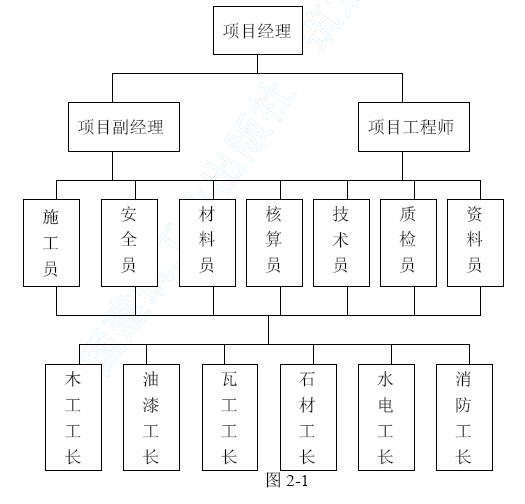 项目经理
项目副经理
项目工程师
施工员
安全员
材料员
核算员
技术员
质检员
资料员
木工工长
油漆工长
瓦工工长
石材工长
水电工长
消防工长
图 2-1